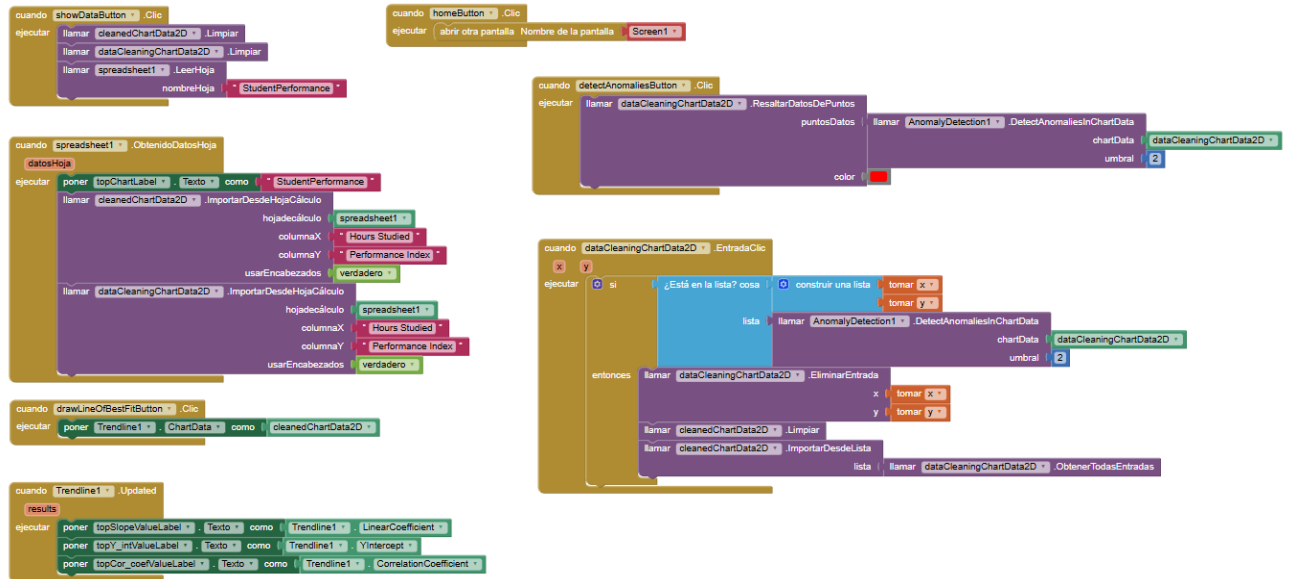 cuando showDataButton .Clic
ejecutar llamar cleanedChartData2D .Limpiar
llamar dataCleaningChartData2D .Limpiar
llamar spreadsheet1 .LeerHoja
nombreHoja " StudentPerformance "
cuando homeButton .Clic
ejecutar abrir otra pantalla Nombre de la pantalla Screen1
cuando detectAnomaliesButton .Clic
ejecutar llamar dataCleaningChartData2D .ResaltarDatosDePuntos
puntosDatos llamar AnomalyDetection1 .DetectAnomaliesInChartData
chartData dataCleaningChartData2D
umbral 2
color
cuando spreadsheet1 .ObtenidoDatosHoja
datosHoja
ejecutar poner topChartLabel . Texto como " StudentPerformance "
llamar cleanedChartData2D .ImportarDesdeHojaCálculo
hojadecálculo spreadsheet1
columnaX " Hours Studied "
columnaY " Performance Index "
usarEncabezados verdadero
llamar dataCleaningChartData2D .ImportarDesdeHojaCálculo
hojadecálculo spreadsheet1
columnaX " Hours Studied "
columnaY " Performance Index "
usarEncabezados verdadero
cuando dataCleaningChartData2D .EntradaClic
x y
ejecutar si ¿Está en la lista? cosa construir una lista tomar x
tomar y
lista llamar AnomalyDetection1 .DetectAnomaliesInChartData
chartData dataCleaningChartData2D
umbral 2
entonces llamar dataCleaningChartData2D .EliminarEntrada
x tomar x
y tomar y
llamar cleanedChartData2D .Limpiar
llamar cleanedChartData2D .ImportarDesdeLista
lista llamar dataCleaningChartData2D .ObtenerTodasEntradas
cuando drawLineOfBestFitButton .Clic
ejecutar poner Trendline1 . ChartData como cleanedChartData2D
cuando Trendline1 .Updated
results
ejecutar poner topSlopeValueLabel . Texto como Trendline1 . LinearCoefficient
poner topY_intValueLabel . Texto como Trendline1 . YIntercept
poner topCor_coefValueLabel . Texto como Trendline1 . CorrelationCoefficient